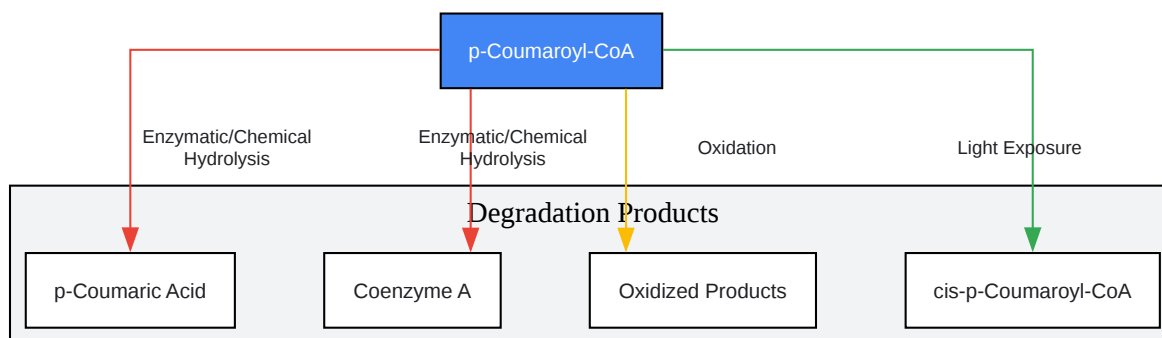 p-Coumaroyl-CoA
Enzymatic/Chemical
Hydrolysis
Enzymatic/Chemical
Hydrolysis
Oxidation
Light Exposure
Degradation Products
p-Coumaric Acid
Coenzyme A
Oxidized Products
cis-p-Coumaroyl-CoA